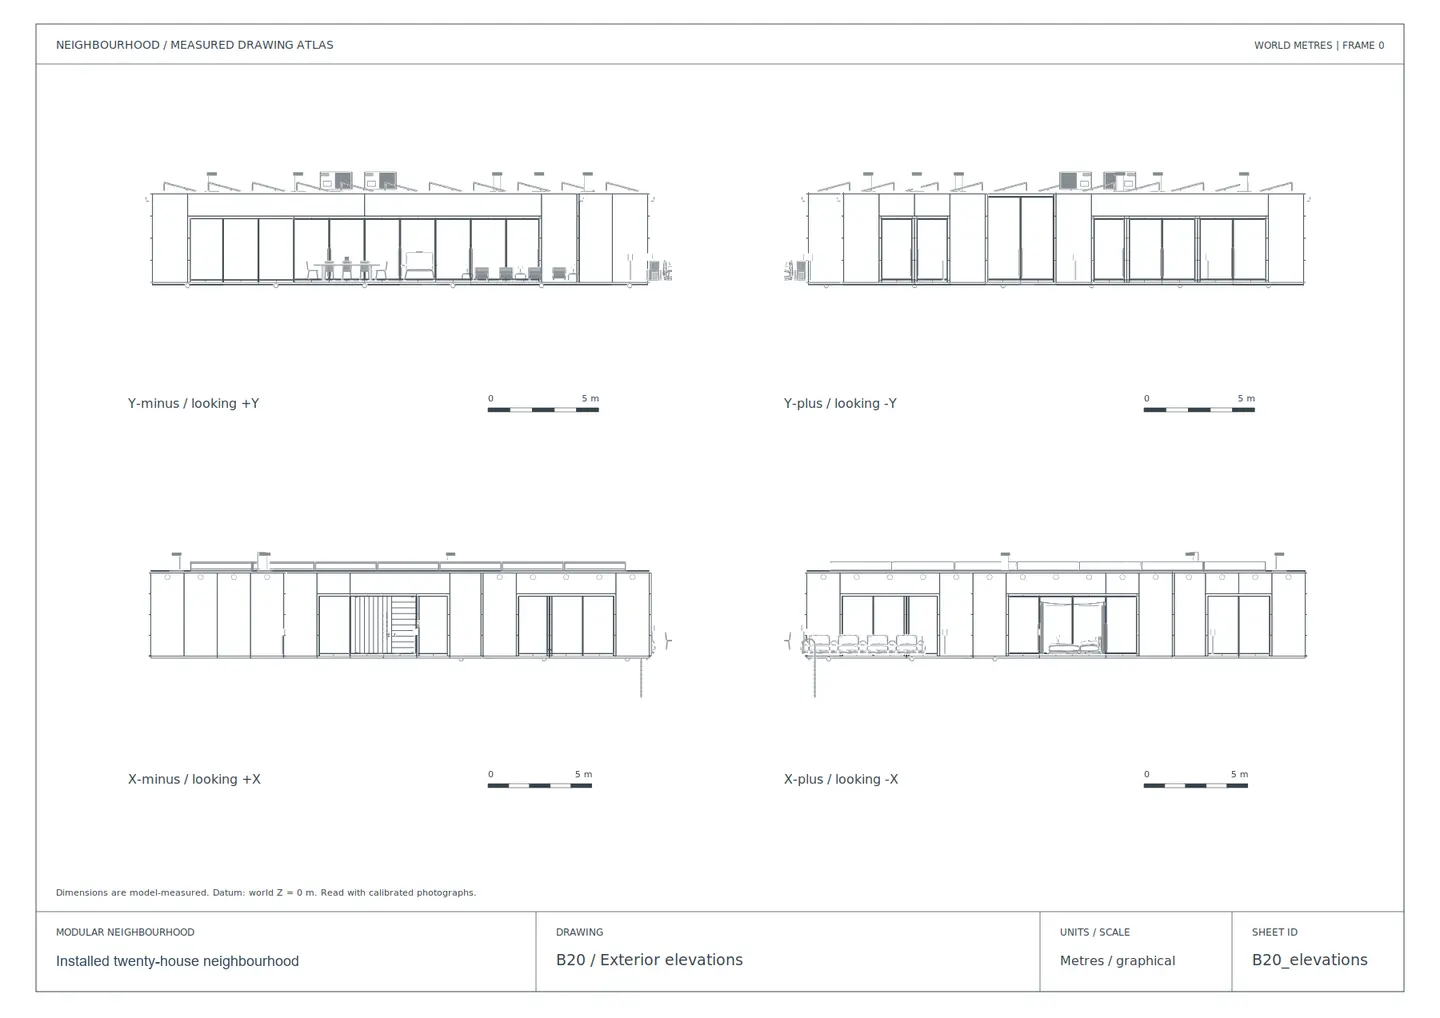 NEIGHBOURHOOD / MEASURED DRAWING ATLAS
WORLD METRES | FRAME 0
Y-minus / looking +Y
0 5 m
Y-plus / looking -Y
0 5 m
X-minus / looking +X
0 5 m
X-plus / looking -X
0 5 m
Dimensions are model-measured. Datum: world Z = 0 m. Read with calibrated photographs.
MODULAR NEIGHBOURHOOD
Installed twenty-house neighbourhood
DRAWING
B20 / Exterior elevations
UNITS / SCALE
Metres / graphical
SHEET ID
B20_elevations